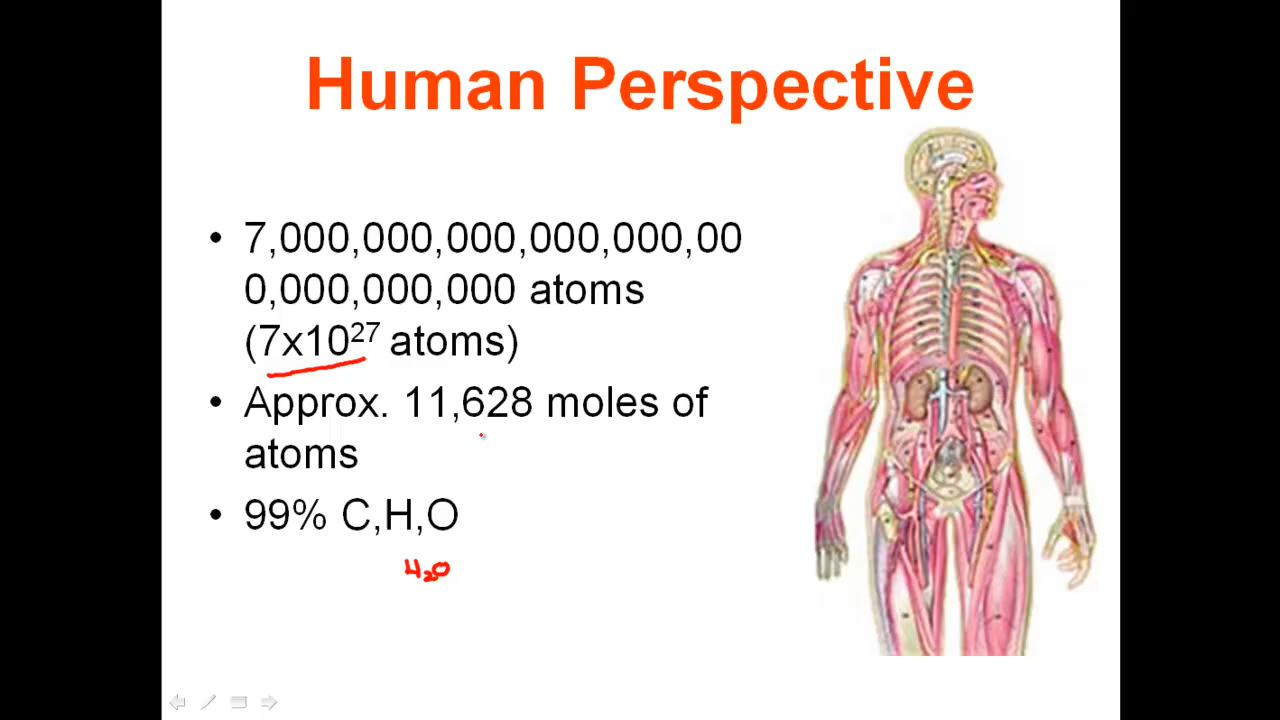 Human Perspective
• 7,000,000,000,000,000,00
0,000,000,000 atoms
(7x10²⁷ atoms)
• Approx. 11,628 moles of
atoms
• 99% C,H,O
H₂O